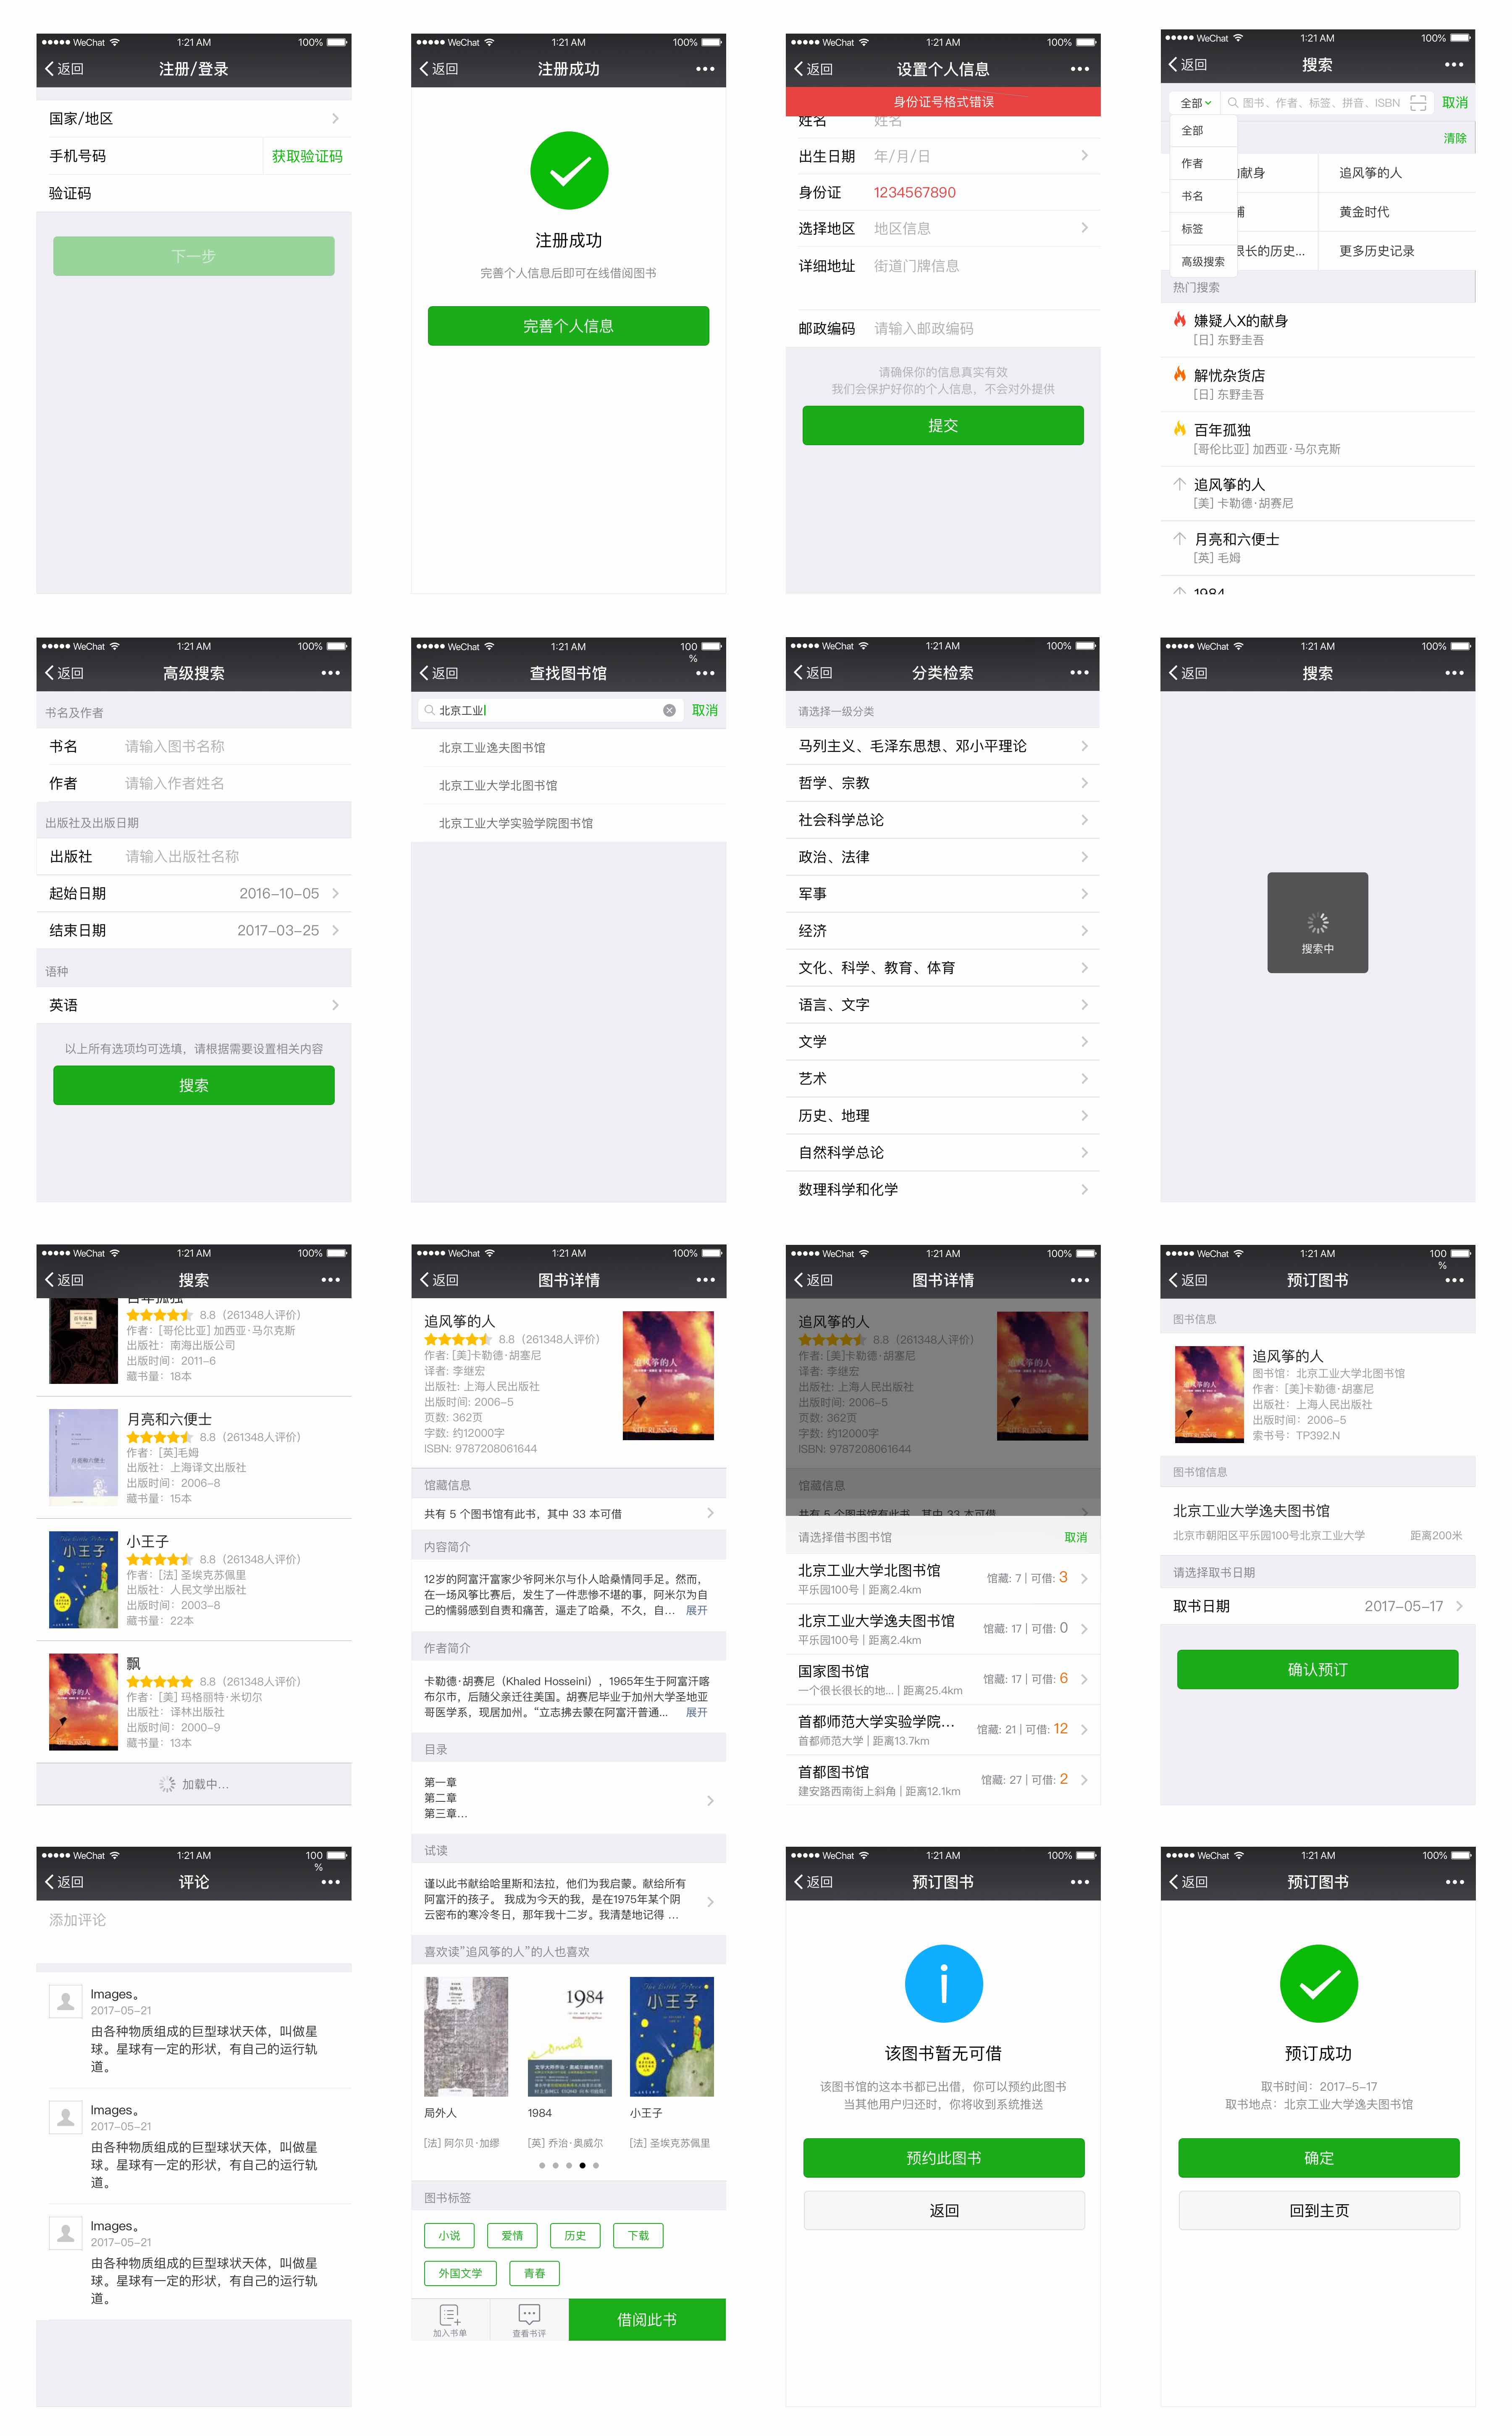 WeChat 1:21 AM 100%
返回 注册/登录
国家/地区
手机号码 获取验证码
验证码
下一步
WeChat 1:21 AM 100%
返回 注册成功
注册成功
完善个人信息后即可在线借阅图书
完善个人信息
WeChat 1:21 AM 100%
返回 设置个人信息
身份证号格式错误
姓名 姓名
出生日期 年/月/日
身份证 1234567890
选择地区 地区信息
详细地址 街道门牌信息
邮政编码 请输入邮政编码
请确保你的信息真实有效
我们会保护好你的个人信息，不会对外提供
提交
WeChat 1:21 AM 100%
返回 搜索
全部 图书、作者、标签、拼音、ISBN 取消
全部 清除
作者 的献身 追风筝的人
书名
标签 铺 黄金时代
高级搜索 很长的历史... 更多历史记录
热门搜索
嫌疑人X的献身
[日] 东野圭吾
解忧杂货店
[日] 东野圭吾
百年孤独
[哥伦比亚] 加西亚·马尔克斯
追风筝的人
[美] 卡勒德·胡赛尼
月亮和六便士
[英] 毛姆
1984
WeChat 1:21 AM 100%
返回 高级搜索
书名及作者
书名 请输入图书名称
作者 请输入作者姓名
出版社及出版日期
出版社 请输入出版社名称
起始日期 2016-10-05
结束日期 2017-03-25
语种
英语
以上所有选项均可选填，请根据需要设置相关内容
搜索
WeChat 1:21 AM 100
%
返回 查找图书馆
北京工业 取消
北京工业逸夫图书馆
北京工业大学北图书馆
北京工业大学实验学院图书馆
WeChat 1:21 AM 100%
返回 分类检索
请选择一级分类
马列主义、毛泽东思想、邓小平理论
哲学、宗教
社会科学总论
政治、法律
军事
经济
文化、科学、教育、体育
语言、文字
文学
艺术
历史、地理
自然科学总论
数理科学和化学
WeChat 1:21 AM 100%
返回 搜索
搜索中
WeChat 1:21 AM 100%
返回 搜索
百年孤独
8.8（261348人评价）
作者：[哥伦比亚] 加西亚·马尔克斯
出版社：南海出版公司
出版时间：2011-6
藏书量：18本
月亮和六便士
8.8（261348人评价）
作者：[英]毛姆
出版社：上海译文出版社
出版时间：2006-8
藏书量：15本
小王子
8.8（261348人评价）
作者：[法] 圣埃克苏佩里
出版社：人民文学出版社
出版时间：2003-8
藏书量：22本
飘
8.8（261348人评价）
作者：[美] 玛格丽特·米切尔
出版社：译林出版社
出版时间：2000-9
藏书量：13本
加载中...
WeChat 1:21 AM 100%
返回 图书详情
追风筝的人
8.8（261348人评价）
作者: [美]卡勒德·胡塞尼
译者: 李继宏
出版社: 上海人民出版社
出版时间: 2006-5
页数: 362页
字数: 约12000字
ISBN: 9787208061644
追风筝的人
馆藏信息
共有 5 个图书馆有此书，其中 33 本可借
内容简介
12岁的阿富汗富家少爷阿米尔与仆人哈桑情同手足。然而，
在一场风筝比赛后，发生了一件悲惨不堪的事，阿米尔为自
己的懦弱感到自责和痛苦，逼走了哈桑，不久，自... 展开
作者简介
卡勒德·胡赛尼（Khaled Hosseini），1965年生于阿富汗喀
布尔市，后随父亲迁往美国。胡赛尼毕业于加州大学圣地亚
哥医学系，现居加州。“立志拂去蒙在阿富汗普通... 展开
目录
第一章
第二章
第三章...
试读
谨以此书献给哈里斯和法拉，他们为我启蒙。献给所有
阿富汗的孩子。 我成为今天的我，是在1975年某个阴
云密布的寒冷冬日，那年我十二岁。我清楚地记得 ...
喜欢读“追风筝的人”的人也喜欢
局外人
1984
小王子
局外人 1984 小王子
[法] 阿尔贝·加缪 [英] 乔治·奥威尔 [法] 圣埃克苏佩里
图书标签
小说 爱情 历史 下载
外国文学 青春
加入书单 查看书评 借阅此书
WeChat 1:21 AM 100%
返回 图书详情
追风筝的人
8.8（261348人评价）
作者: [美]卡勒德·胡塞尼
译者: 李继宏
出版社: 上海人民出版社
出版时间: 2006-5
页数: 362页
字数: 约12000字
ISBN: 9787208061644
追风筝的人
馆藏信息
共有 5 个图书馆有此书，其中 33 本可借
请选择借书图书馆 取消
北京工业大学北图书馆 馆藏: 7 | 可借: 3
平乐园100号 | 距离2.4km
北京工业大学逸夫图书馆 馆藏: 17 | 可借: 0
平乐园100号 | 距离2.4km
国家图书馆 馆藏: 17 | 可借: 6
一个很长很长的地... | 距离25.4km
首都师范大学实验学院... 馆藏: 21 | 可借: 12
首都师范大学 | 距离13.7km
首都图书馆 馆藏: 27 | 可借: 2
建安路西南街上斜角 | 距离12.1km
WeChat 1:21 AM 100
%
返回 预订图书
图书信息
追风筝的人
图书馆：北京工业大学北图书馆
作者：[美]卡勒德·胡塞尼
出版社：上海人民出版社
出版时间：2006-5
索书号：TP392.N
图书馆信息
北京工业大学逸夫图书馆
北京市朝阳区平乐园100号北京工业大学 距离200米
请选择取书日期
取书日期 2017-05-17
确认预订
WeChat 1:21 AM 100
%
返回 评论
添加评论
Images。
2017-05-21
由各种物质组成的巨型球状天体，叫做星
球。星球有一定的形状，有自己的运行轨
道。
Images。
2017-05-21
由各种物质组成的巨型球状天体，叫做星
球。星球有一定的形状，有自己的运行轨
道。
Images。
2017-05-21
由各种物质组成的巨型球状天体，叫做星
球。星球有一定的形状，有自己的运行轨
道。
WeChat 1:21 AM 100%
返回 预订图书
该图书暂无可借
该图书馆的这本书都已出借，你可以预约此图书
当其他用户归还时，你将收到系统推送
预约此图书
返回
WeChat 1:21 AM 100%
返回 预订图书
预订成功
取书时间：2017-5-17
取书地点：北京工业大学逸夫图书馆
确定
回到主页